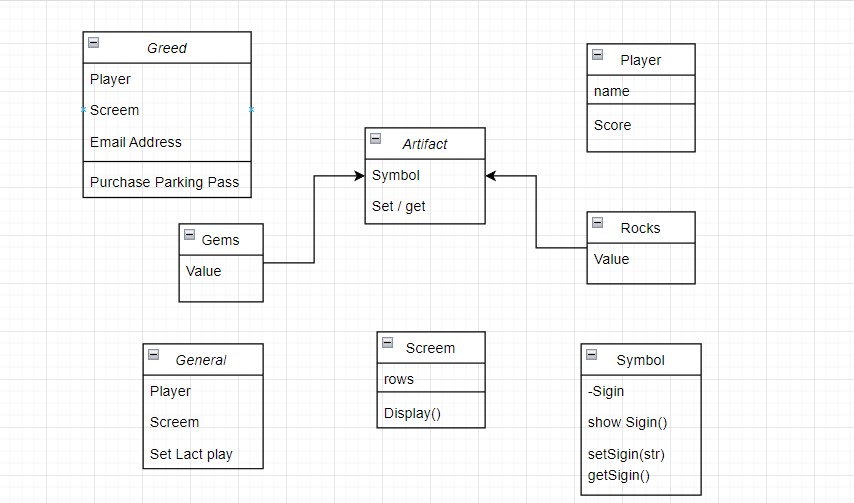 Greed
Player
Screem
Email Address
Purchase Parking Pass
Player
name
Score
Artifact
Symbol
Set / get
Gems
Value
Rocks
Value
General
Player
Screem
Set Lact play
Screem
rows
Display()
Symbol
-Sigin
show Sigin()
setSigin(str)
getSigin()